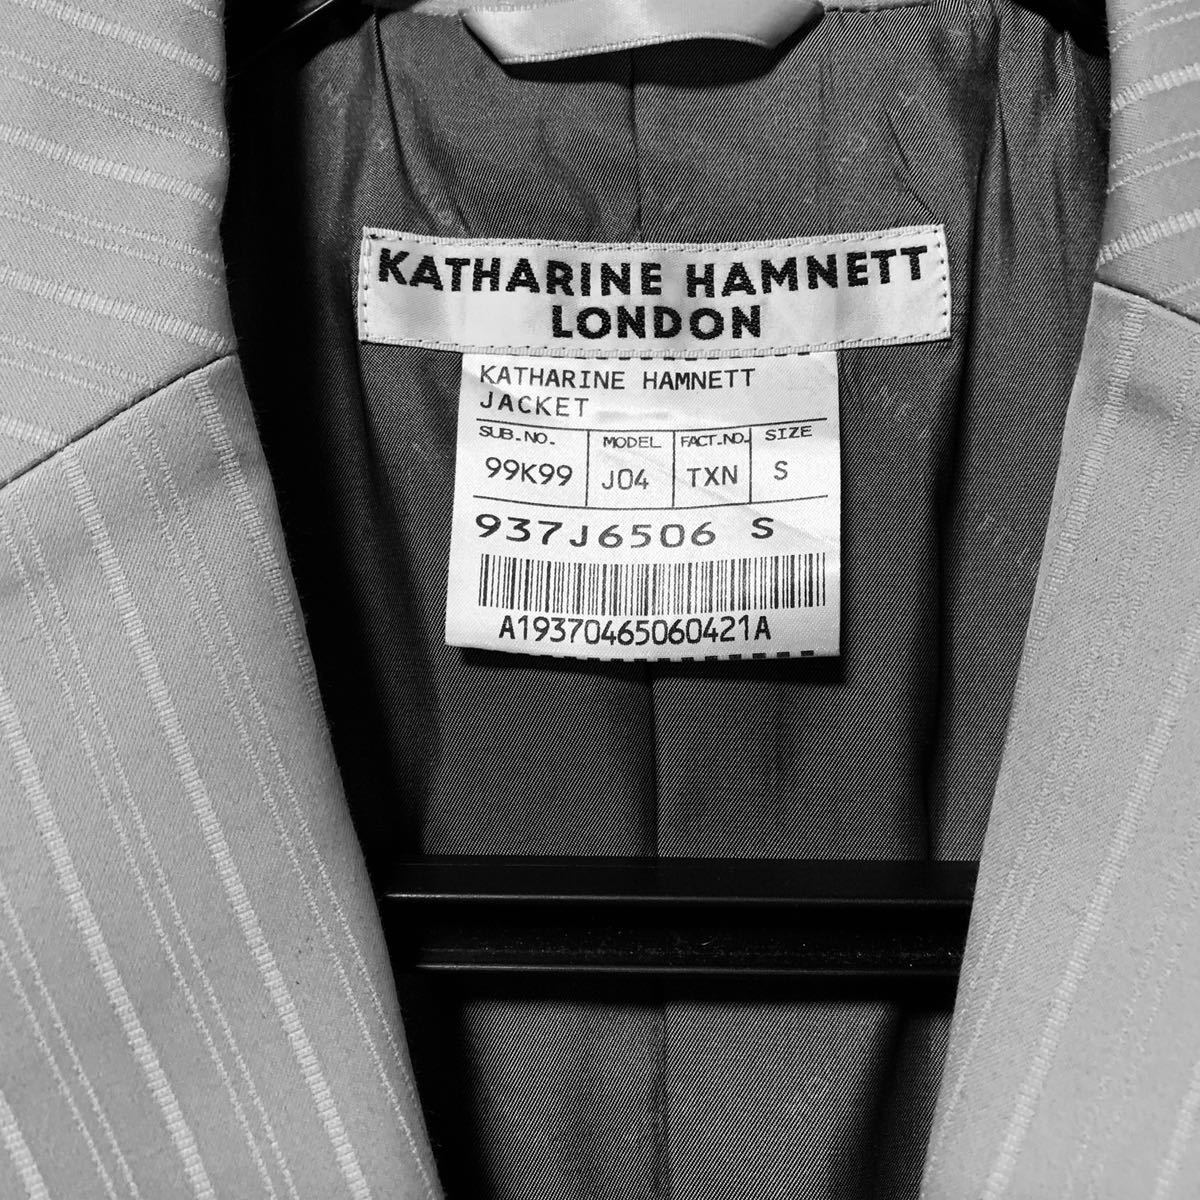 KATHARINE HAMNETT
LONDON
KATHARINE HAMNETT
JACKET
SUB.NO. MODEL FACT.NO. SIZE
99K99 J04 TXN S
937J6506 S
A19370465060421A